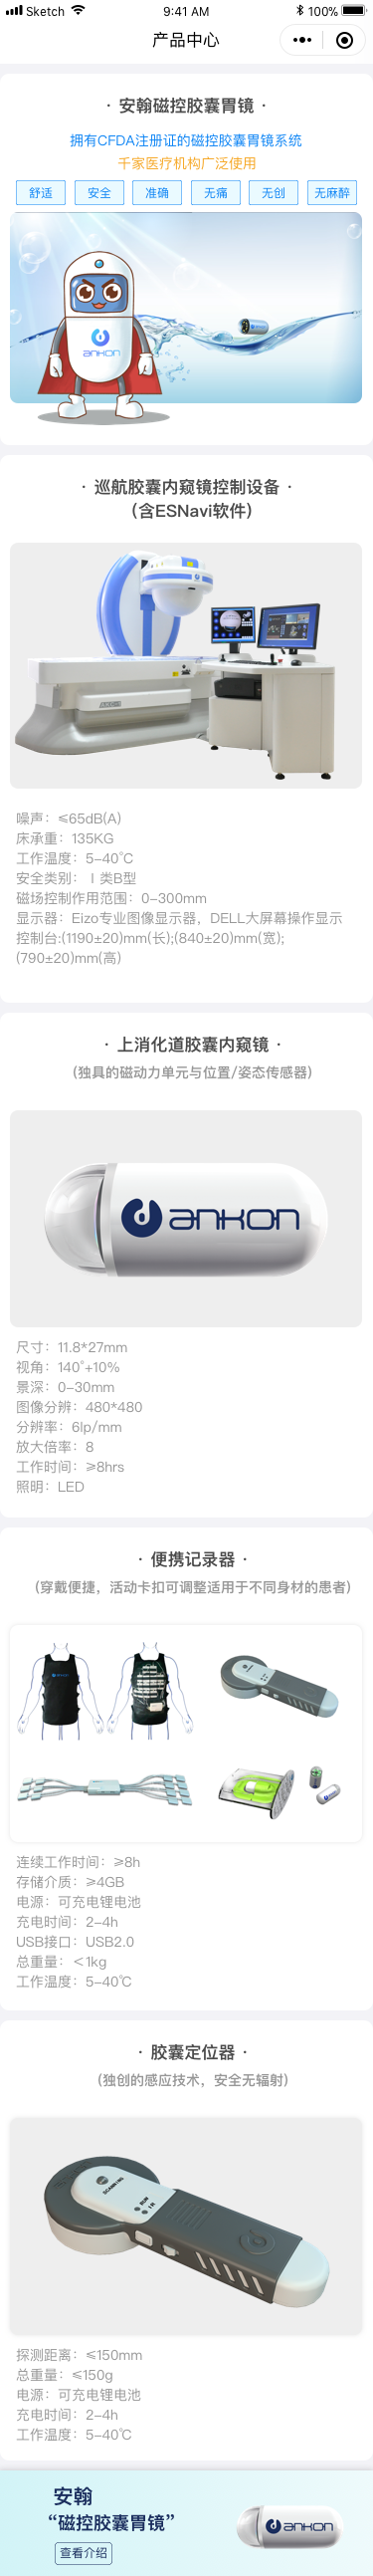 Sketch
9:41 AM
100%
产品中心
· 安翰磁控胶囊胃镜 ·
拥有CFDA注册证的磁控胶囊胃镜系统
千家医疗机构广泛使用
舒适 安全 准确 无痛 无创 无麻醉
ankon
· 巡航胶囊内窥镜控制设备 ·
（含ESNavi软件）
噪声：≤65dB(A)
床承重：135KG
工作温度：5-40℃
安全类别：Ⅰ类B型
磁场控制作用范围：0-300mm
显示器：Eizo专业图像显示器，DELL大屏幕操作显示
控制台:(1190±20)mm(长);(840±20)mm(宽);
(790±20)mm(高)
· 上消化道胶囊内窥镜 ·
（独具的磁动力单元与位置/姿态传感器）
ankon
尺寸：11.8*27mm
视角：140°+10%
景深：0-30mm
图像分辨：480*480
分辨率：6lp/mm
放大倍率：8
工作时间：≥8hrs
照明：LED
· 便携记录器 ·
（穿戴便捷，活动卡扣可调整适用于不同身材的患者）
连续工作时间：≥8h
存储介质：≥4GB
电源：可充电锂电池
充电时间：2-4h
USB接口：USB2.0
总重量：＜1kg
工作温度：5-40℃
· 胶囊定位器 ·
（独创的感应技术，安全无辐射）
探测距离：≤150mm
总重量：≤150g
电源：可充电锂电池
充电时间：2-4h
工作温度：5-40℃
安翰
“磁控胶囊胃镜”
查看介绍
ankon